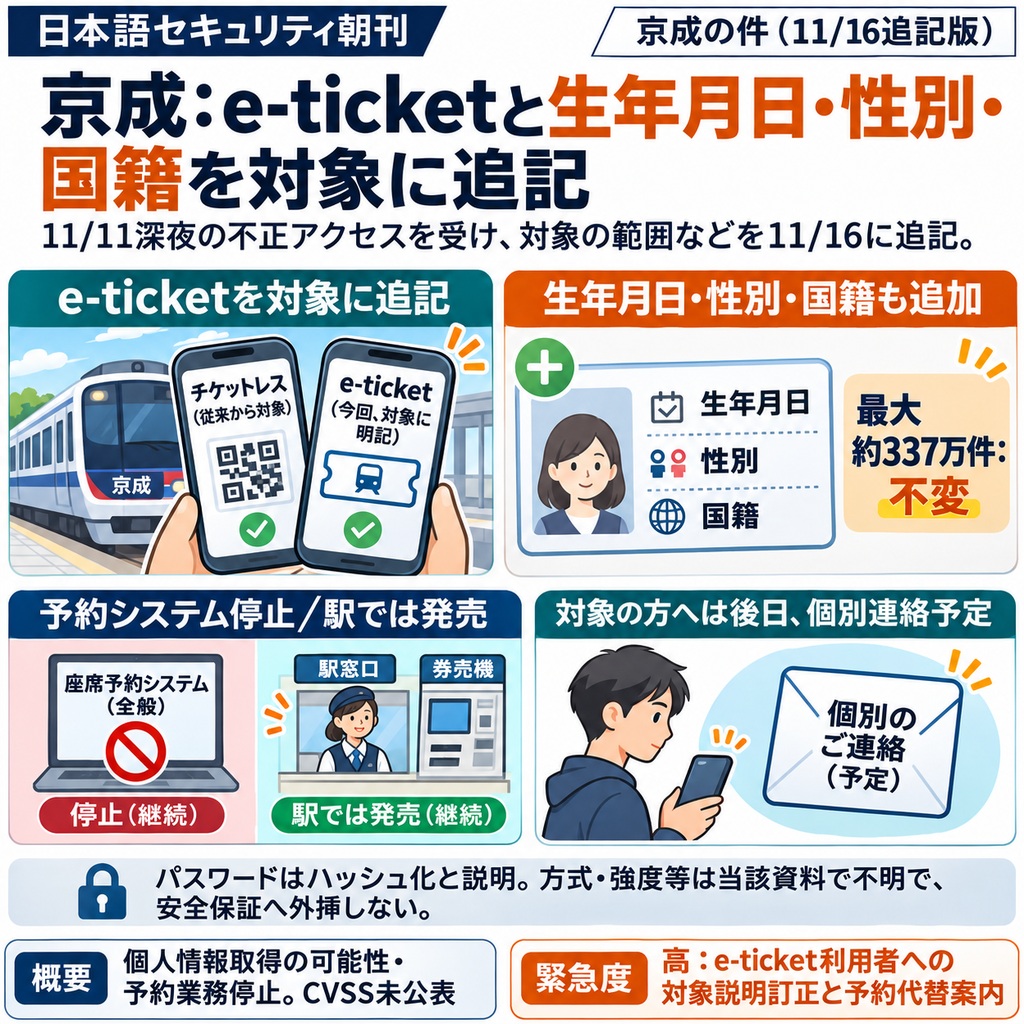 日本語セキュリティ朝刊
京成の件（11/16追記版）
京成：e-ticketと生年月日・性別・
国籍を対象に追記
11/11深夜の不正アクセスを受け、対象の範囲などを11/16に追記。
e-ticketを対象に追記
京成
チケットレス
（従来から対象）
e-ticket
（今回、対象に
明記）
生年月日・性別・国籍も追加
生年月日
性別
国籍
最大
約337万件：
不変
予約システム停止／駅では発売
座席予約システム
（全般）
停止（継続）
駅窓口
券売機
駅では発売（継続）
対象の方へは後日、個別連絡予定
個別の
ご連絡
（予定）
パスワードはハッシュ化と説明。方式・強度等は当該資料で不明で、
安全保証へ外挿しない。
概要
個人情報取得の可能性・
予約業務停止。CVSS未公表
緊急度
高：e-ticket利用者への
対象説明訂正と予約代替案内